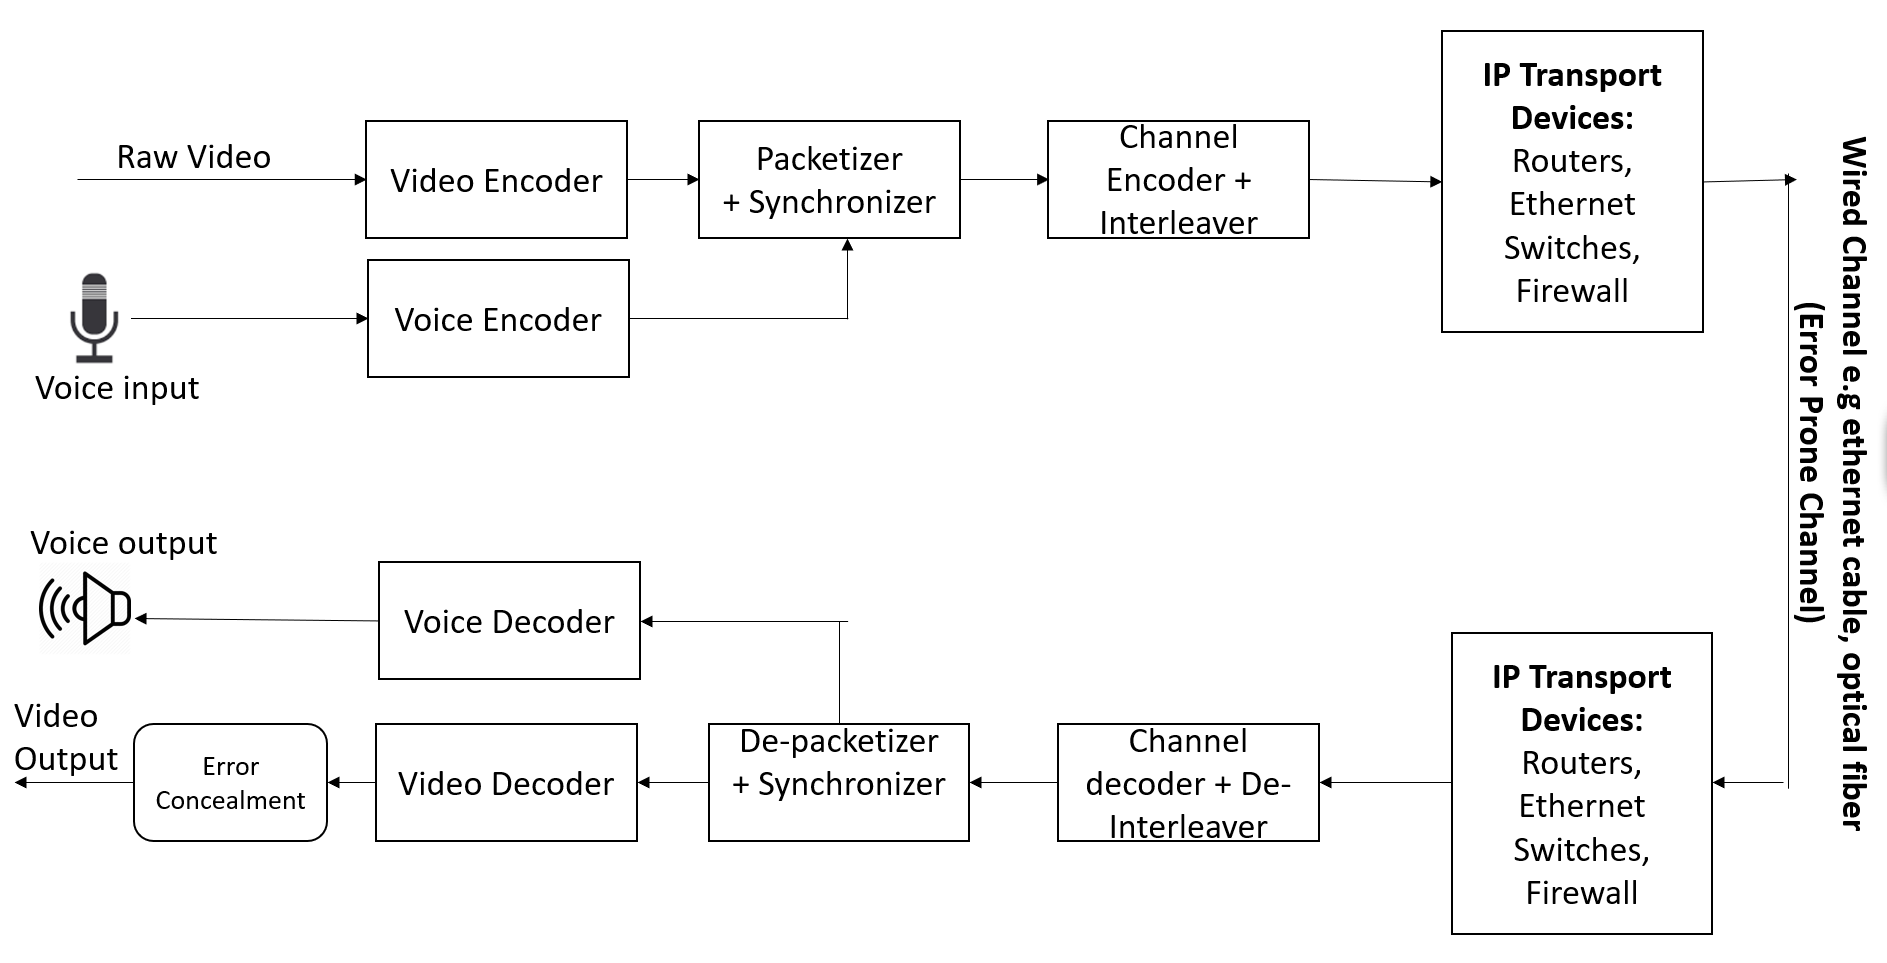 Raw Video
Video Encoder
Packetizer
+ Synchronizer
Channel
Encoder +
Interleaver
IP Transport
Devices:
Routers,
Ethernet
Switches,
Firewall
Voice input
Voice Encoder
Wired Channel e.g ethernet cable, optical fiber
(Error Prone Channel)
Voice output
Voice Decoder
Video
Output
Error
Concealment
Video Decoder
De-packetizer
+ Synchronizer
Channel
decoder + De-
Interleaver
IP Transport
Devices:
Routers,
Ethernet
Switches,
Firewall